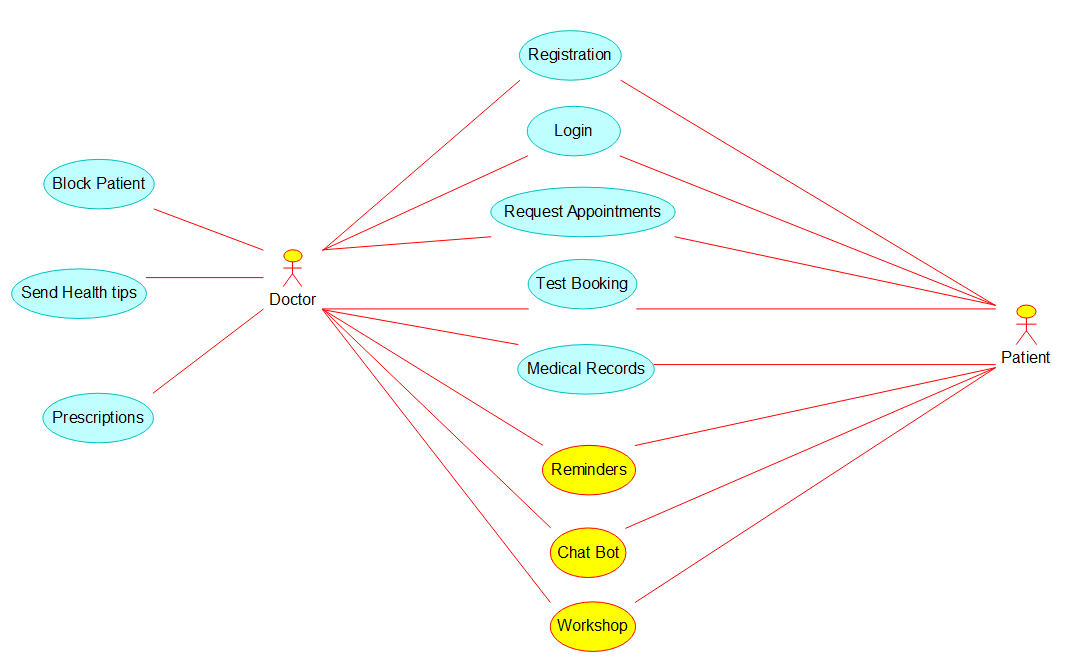 Registration
Login
Block Patient
Request Appointments
Test Booking
Send Health tips
Doctor
Patient
Medical Records
Prescriptions
Reminders
Chat Bot
Workshop